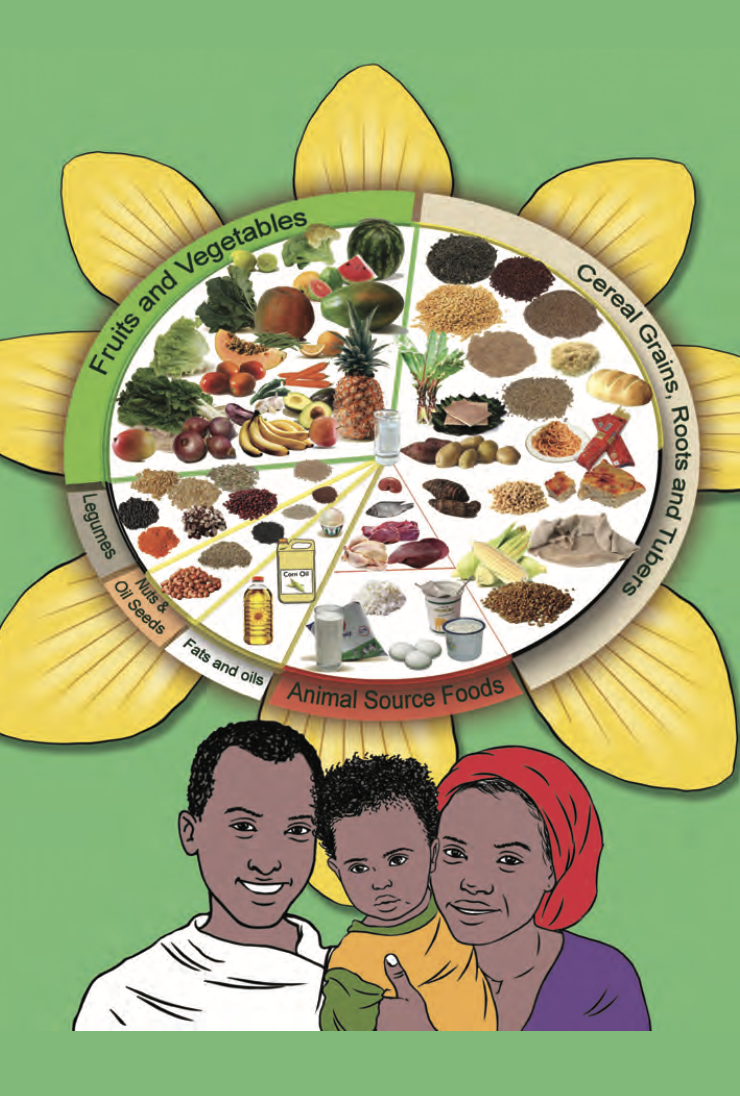 Fruits and Vegetables
Cereal Grains, Roots and Tubers
Legumes
Nuts &
Oil Seeds
Fats and oils
Animal Source Foods
Corn Oil